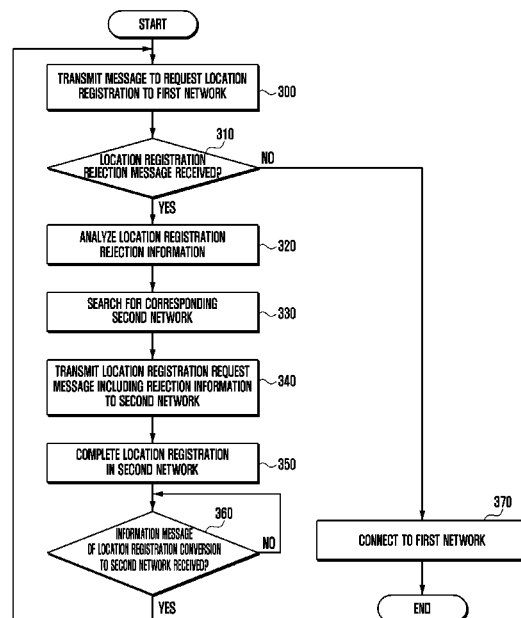 START
TRANSMIT MESSAGE TO REQUEST LOCATION
REGISTRATION TO FIRST NETWORK
300
310
LOCATION REGISTRATION
REJECTION MESSAGE RECEIVED?
NO
YES
ANALYZE LOCATION REGISTRATION
REJECTION INFORMATION
320
SEARCH FOR CORRESPONDING
SECOND NETWORK
330
TRANSMIT LOCATION REGISTRATION REQUEST
MESSAGE INCLUDING REJECTION INFORMATION
TO SECOND NETWORK
340
COMPLETE LOCATION REGISTRATION
IN SECOND NETWORK
350
360
INFORMATION MESSAGE
OF LOCATION REGISTRATION CONVERSION
TO SECOND NETWORK RECEIVED?
NO
YES
370
CONNECT TO FIRST NETWORK
END